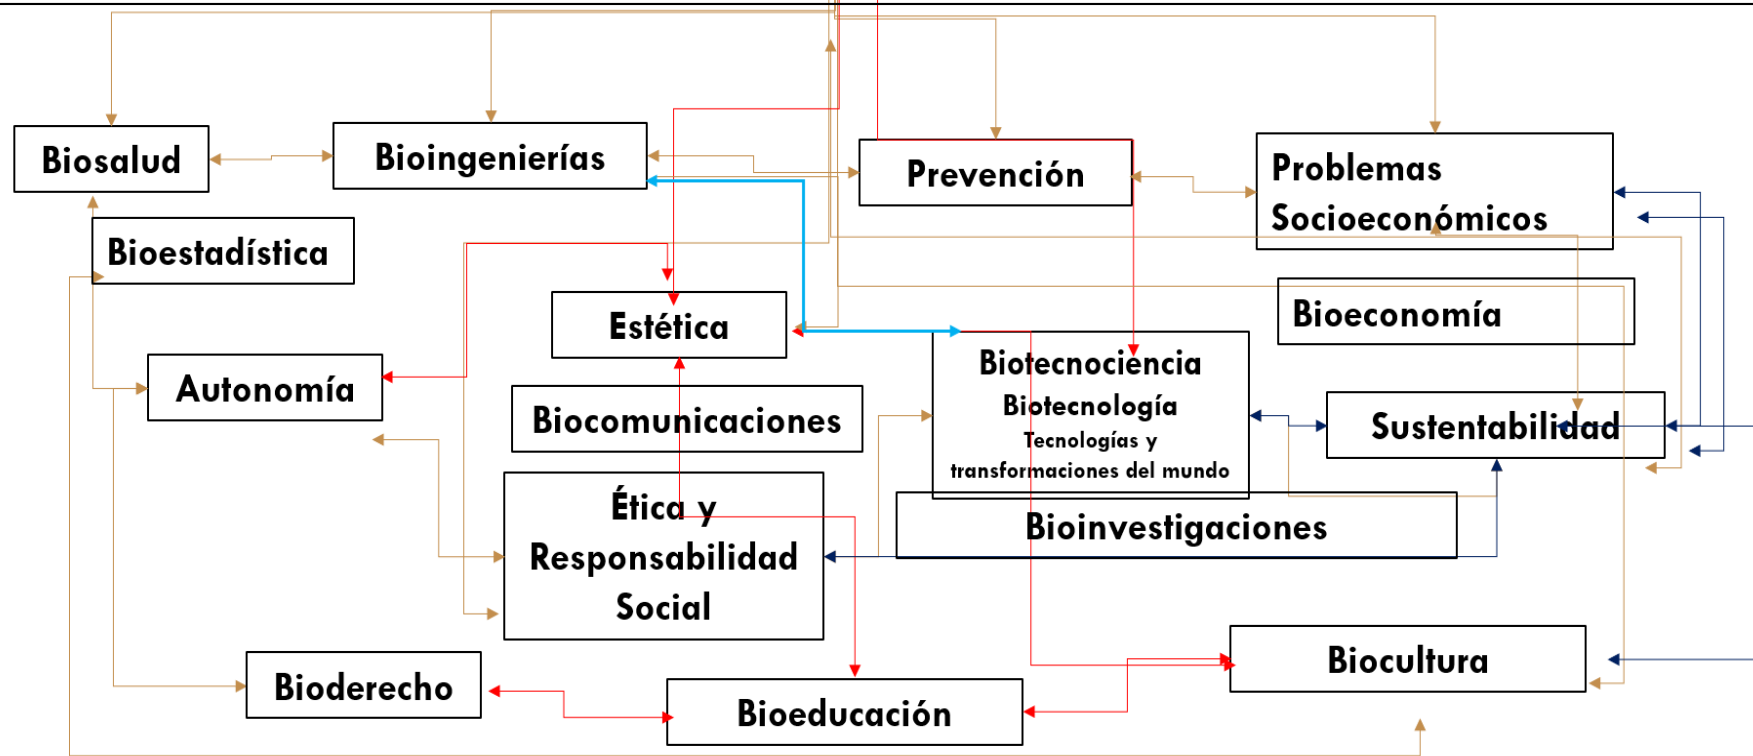 Biosalud
Bioingenierías
Prevención
Problemas
Socioeconómicos
Bioestadística
Estética
Bioeconomía
Autonomía
Biocomunicaciones
Biotecnociencia
Biotecnología
Tecnologías y
transformaciones del mundo
Sustentabilidad
Ética y
Responsabilidad
Social
Bioinvestigaciones
Biocultura
Bioderecho
Bioeducación